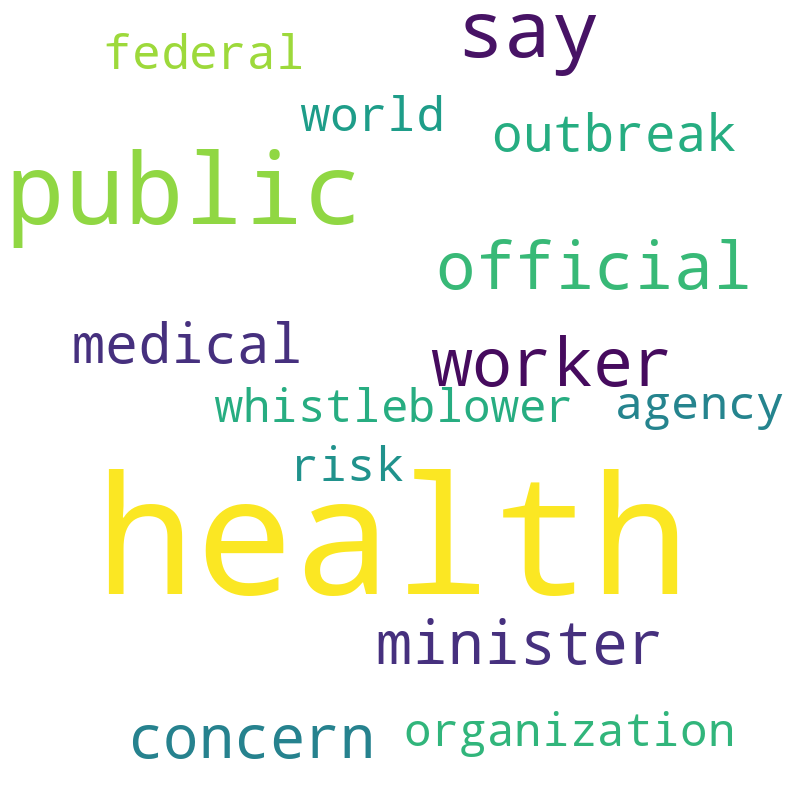 say
federal
world
outbreak
public
official
medical
worker
whistleblower
agency
risk
health
minister
concern
organization